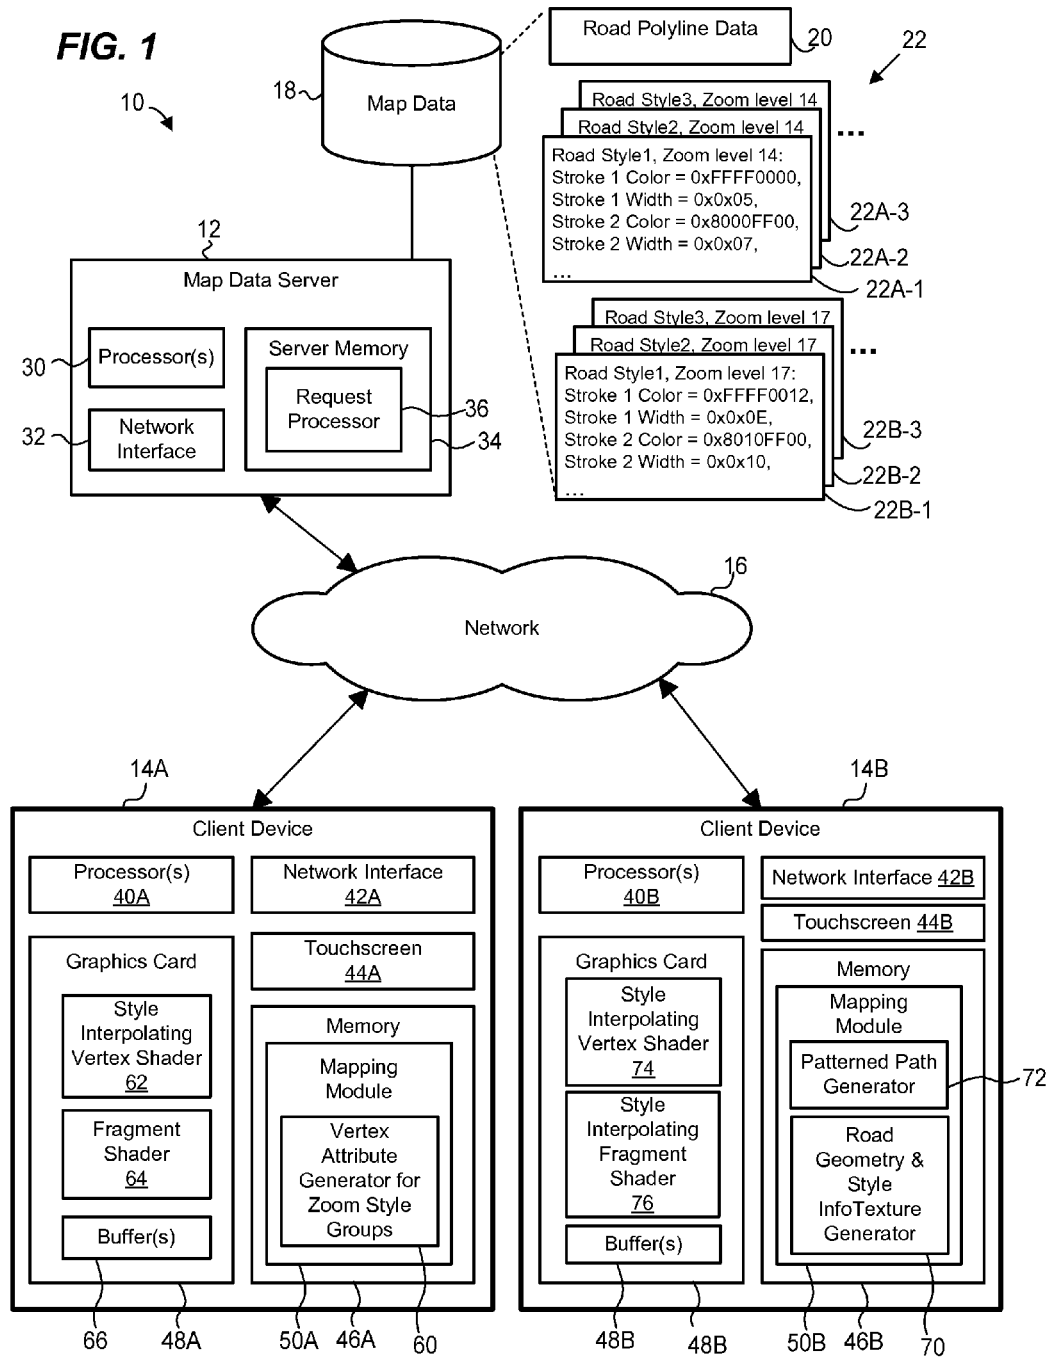 FIG. 1
10
18
Map Data
Road Polyline Data
20
22
Road Style3, Zoom level 14
Road Style2, Zoom level 14
...
Road Style1, Zoom level 14:
Stroke 1 Color = 0xFFFF0000,
Stroke 1 Width = 0x0x05,
Stroke 2 Color = 0x8000FF00,
Stroke 2 Width = 0x0x07,
...
22A-3
22A-2
22A-1
Road Style3, Zoom level 17
Road Style2, Zoom level 17
...
Road Style1, Zoom level 17:
Stroke 1 Color = 0xFFFF0012,
Stroke 1 Width = 0x0x0E,
Stroke 2 Color = 0x8010FF00,
Stroke 2 Width = 0x0x10,
...
22B-3
22B-2
22B-1
12
Map Data Server
Processor(s)
30
Network
Interface
32
Server Memory
Request
Processor
36
34
16
Network
14A
Client Device
Processor(s)
40A
Network Interface
42A
Touchscreen
44A
Graphics Card
Style
Interpolating
Vertex Shader
62
Fragment
Shader
64
Buffer(s)
Memory
Mapping
Module
Vertex
Attribute
Generator for
Zoom Style
Groups
66
48A
50A
46A
60
14B
Client Device
Processor(s)
40B
Network Interface 42B
Touchscreen 44B
Graphics Card
Style
Interpolating
Vertex Shader
74
Style
Interpolating
Fragment
Shader
76
Buffer(s)
Memory
Mapping
Module
Patterned Path
Generator
72
Road
Geometry &
Style
InfoTexture
Generator
48B
48B
50B
46B
70